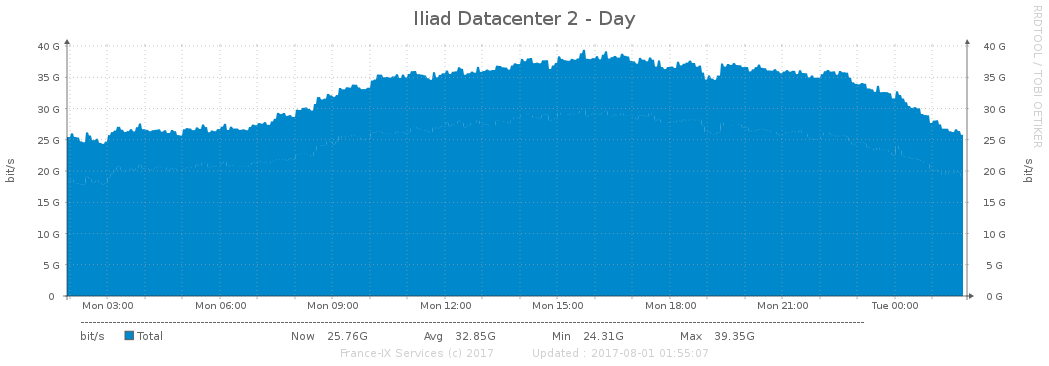 Iliad Datacenter 2 - Day
RRDTOOL / TOBI OETIKER
40 G 40 G
35 G 35 G
30 G 30 G
25 G 25 G
20 G 20 G
15 G 15 G
10 G 10 G
5 G 5 G
0 0 G
bit/s bit/s
Mon 03:00 Mon 06:00 Mon 09:00 Mon 12:00 Mon 15:00 Mon 18:00 Mon 21:00 Tue 00:00
bit/s Total Now 25.76G Avg 32.85G Min 24.31G Max 39.35G
France-IX Services (c) 2017 Updated : 2017-08-01 01:55:07